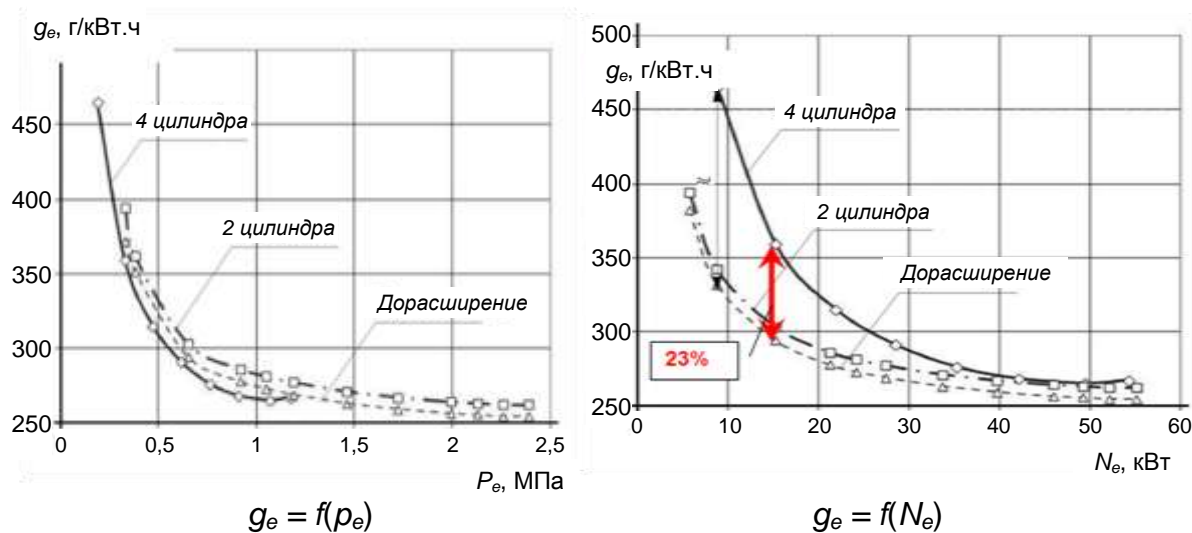 gₑ, г/кВт.ч
450
400
350
300
250
0
0,5
1
1,5
2
2,5
4 цилиндра
2 цилиндра
Дорасширение
Pₑ, МПа
gₑ = f(pₑ)
500
gₑ, г/кВт.ч
450
400
350
300
250
0
10
20
30
40
50
60
4 цилиндра
2 цилиндра
Дорасширение
23%
Nₑ, кВт
gₑ = f(Nₑ)